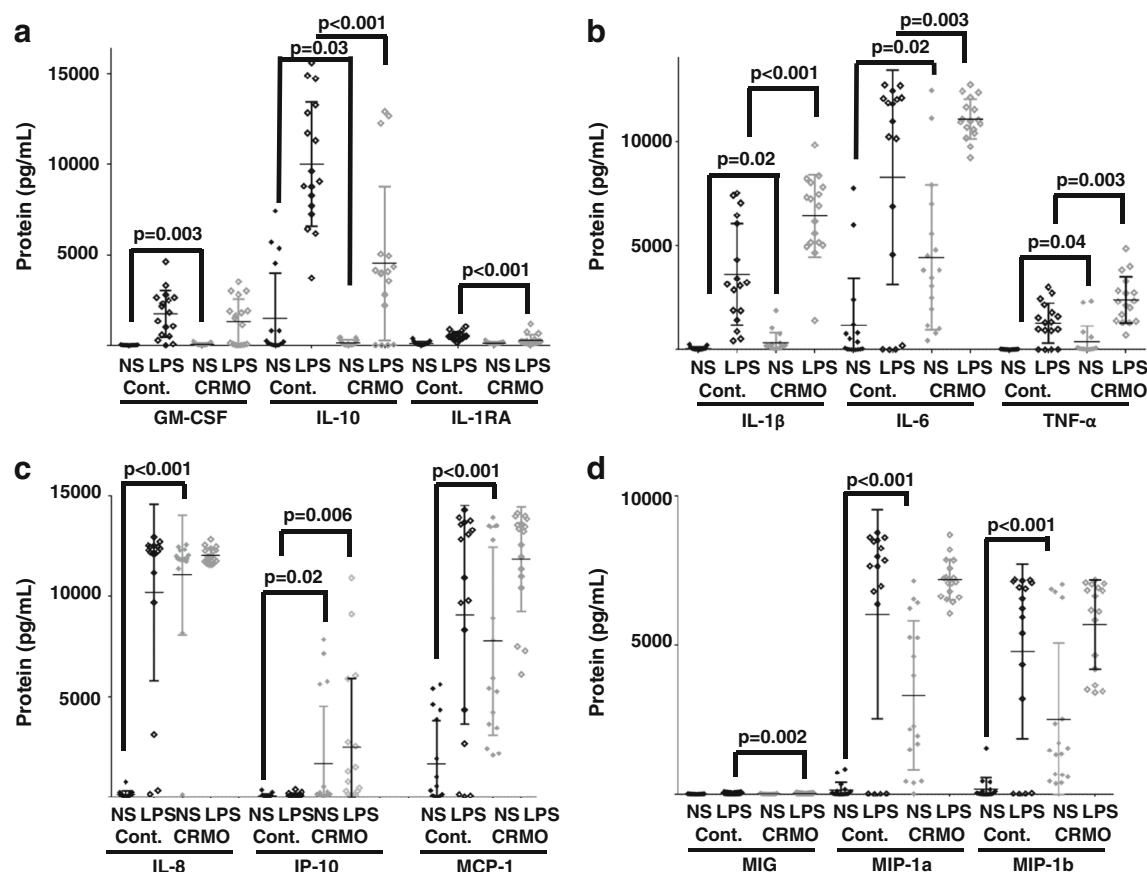 a
p<0.001
p=0.03
15000
10000
5000
0
Protein (pg/mL)
p=0.003
p<0.001
NS LPS NS LPS NS LPS NS LPS NS LPS NS LPS
Cont. CRMO Cont. CRMO Cont. CRMO
GM-CSF IL-10 IL-1RA
b
p=0.003
p=0.02
p<0.001
10000
5000
0
Protein (pg/mL)
p=0.02
p=0.003
p=0.04
NS LPS NS LPS NS LPS NS LPS NS LPS NS LPS
Cont. CRMO Cont. CRMO Cont. CRMO
IL-1β IL-6 TNF-α
c
p<0.001
p<0.001
15000
10000
5000
0
Protein (pg/mL)
p=0.006
p=0.02
NS LPS NS LPS NS LPS NS LPS NS LPS NS LPS
Cont. CRMO Cont. CRMO Cont. CRMO
IL-8 IP-10 MCP-1
d
p<0.001
p<0.001
10000
5000
0
Protein (pg/mL)
p=0.002
NS LPS NS LPS NS LPS NS LPS NS LPS NS LPS
Cont. CRMO Cont. CRMO Cont. CRMO
MIG MIP-1a MIP-1b